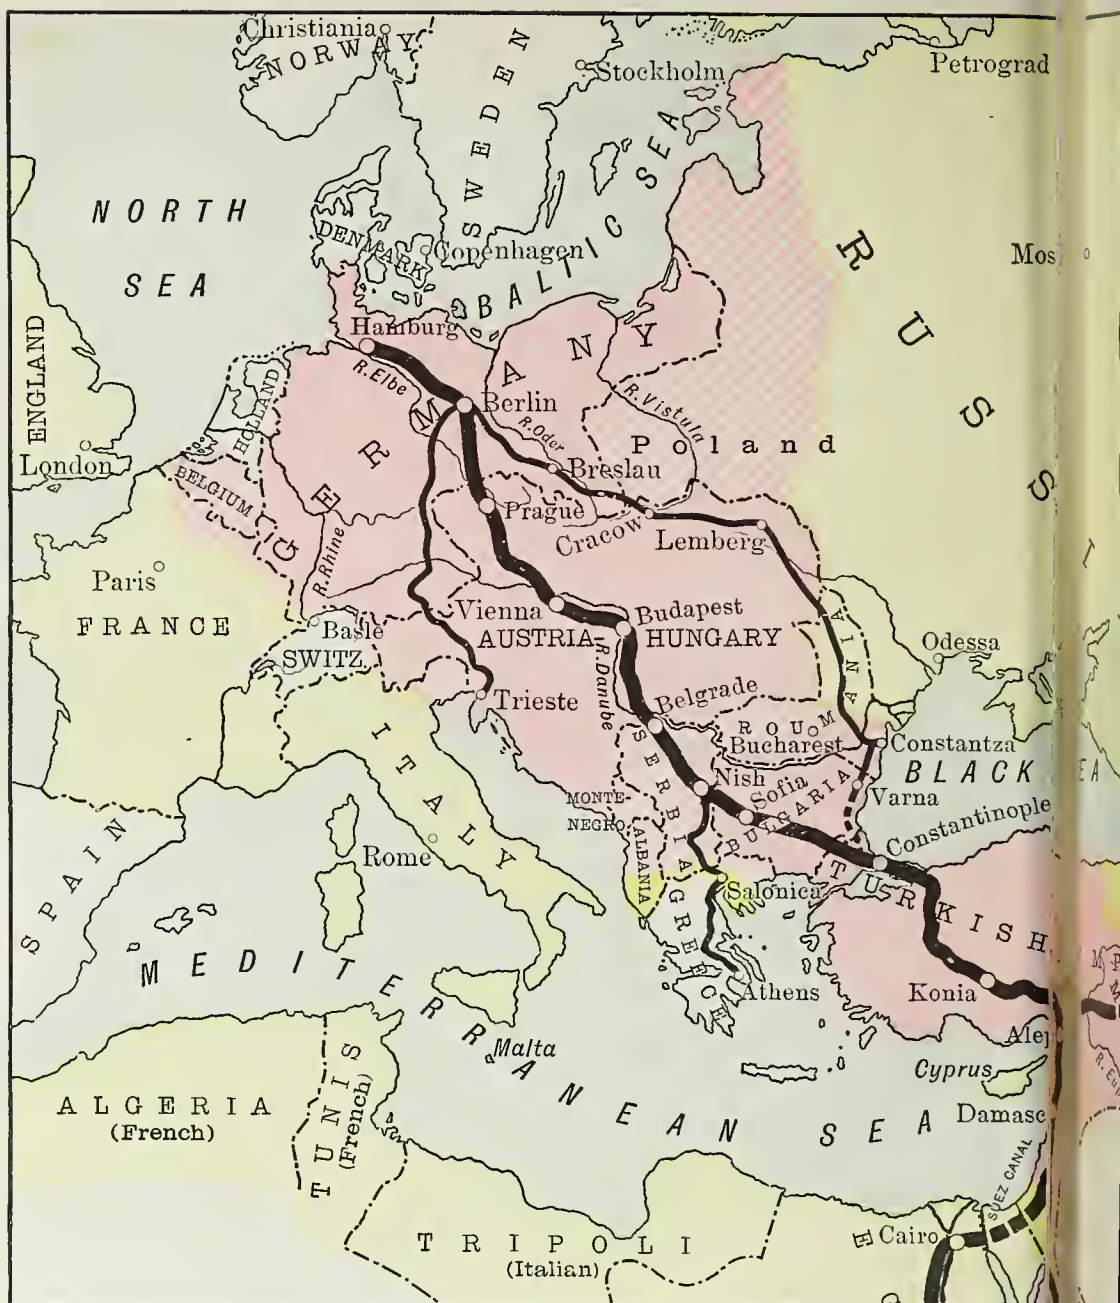 Christiania
NORWAY
SWEDEN
Stockholm
Petrograd
NORTH
SEA
DENMARK
Copenhagen
BALTIC SEA
RUSSI
Mos
ENGLAND
London
HOLLAND
BELGIUM
Hamburg
R. Elbe
Berlin
GERMANY
R. Oder
R. Vistula
Poland
Breslau
Prague
Cracow
Lemberg
Paris
FRANCE
R. Rhine
Basle
SWITZ.
Vienna
AUSTRIA
Budapest
HUNGARY
R. Danube
Odessa
Trieste
Belgrade
ROUMANIA
Bucharest
Constantza
BLACK
EA
ITALY
SERBIA
Nish
Sofia
BULGARIA
Varna
Constantinople
MONTE-
NEGRO
ALBANIA
SPAIN
Rome
Salonica
GREECE
TURKISH
Athens
Konia
MEDITERRANEAN SEA
Malta
Cyprus
Alep
Damasc
ALGERIA
(French)
TUNIS
(French)
TRIPOLI
(Italian)
SUEZ CANAL
E
Cairo